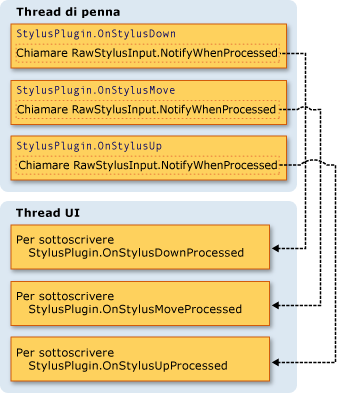 Thread di penna
StylusPlugin.OnStylusDown
Chiamare RawStylusInput.NotifyWhenProcessed
StylusPlugin.OnStylusMove
Chiamare RawStylusInput.NotifyWhenProcessed
StylusPlugin.OnStylusUp
Chiamare RawStylusInput.NotifyWhenProcessed
Thread UI
Per sottoscrivere
StylusPlugin.OnStylusDownProcessed
Per sottoscrivere
StylusPlugin.OnStylusMoveProcessed
Per sottoscrivere
StylusPlugin.OnStylusUpProcessed